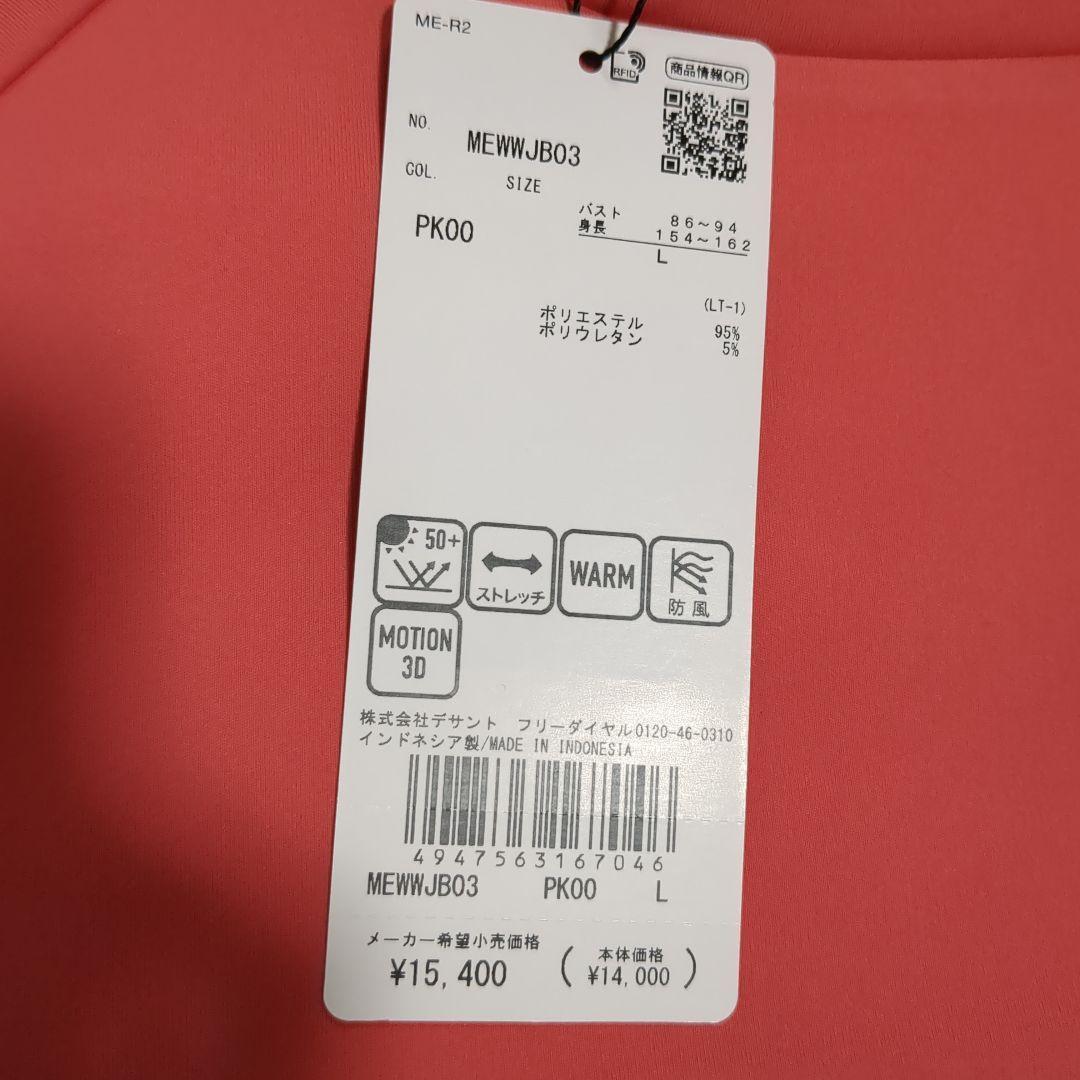 ME-R2
RFID
商品情報QR
NO.
MEWWJB03
COL.
SIZE
PK00
バスト 86~94
身長 154~162
L
(LT-1)
ポリエステル 95%
ポリウレタン 5%
50+
ストレッチ
WARM
防風
MOTION
3D
株式会社デサント フリーダイヤル0120-46-0310
インドネシア製/MADE IN INDONESIA
4947563167046
MEWWJB03 PK00 L
メーカー希望小売価格
¥15,400
(本体価格
¥14,000)